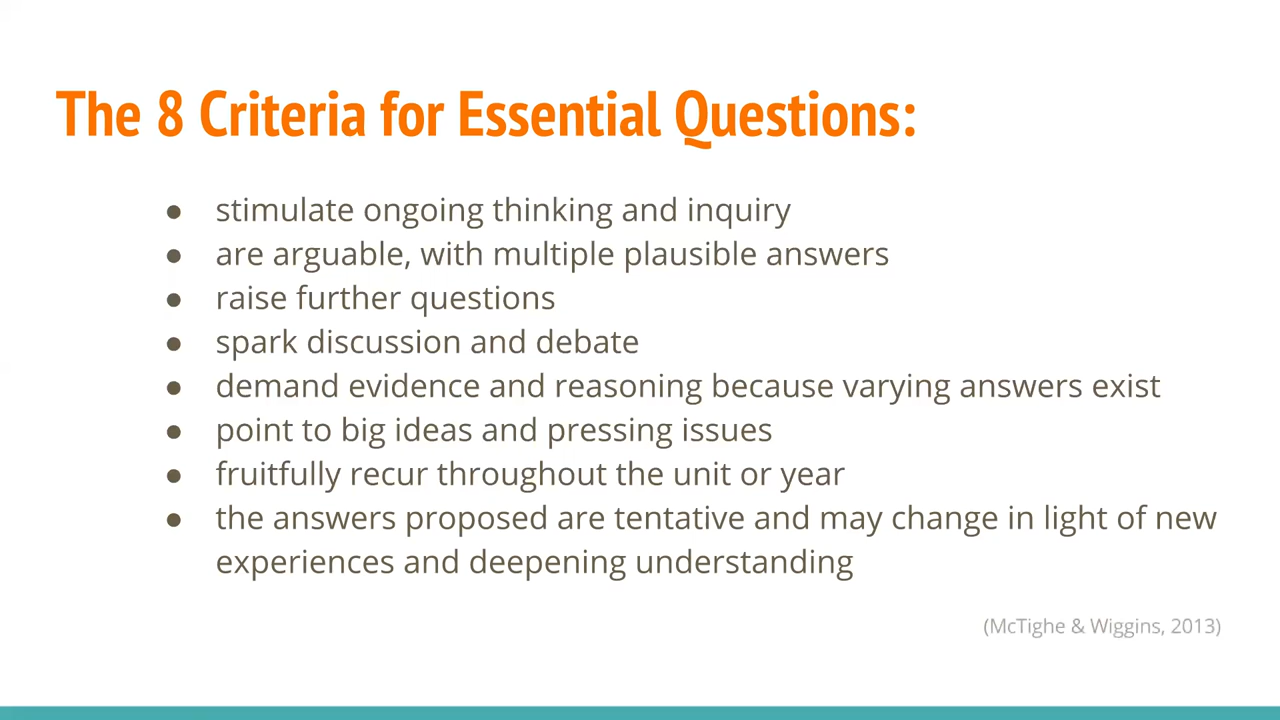 The 8 Criteria for Essential Questions:
● stimulate ongoing thinking and inquiry
● are arguable, with multiple plausible answers
● raise further questions
● spark discussion and debate
● demand evidence and reasoning because varying answers exist
● point to big ideas and pressing issues
● fruitfully recur throughout the unit or year
● the answers proposed are tentative and may change in light of new
experiences and deepening understanding
(McTighe & Wiggins, 2013)